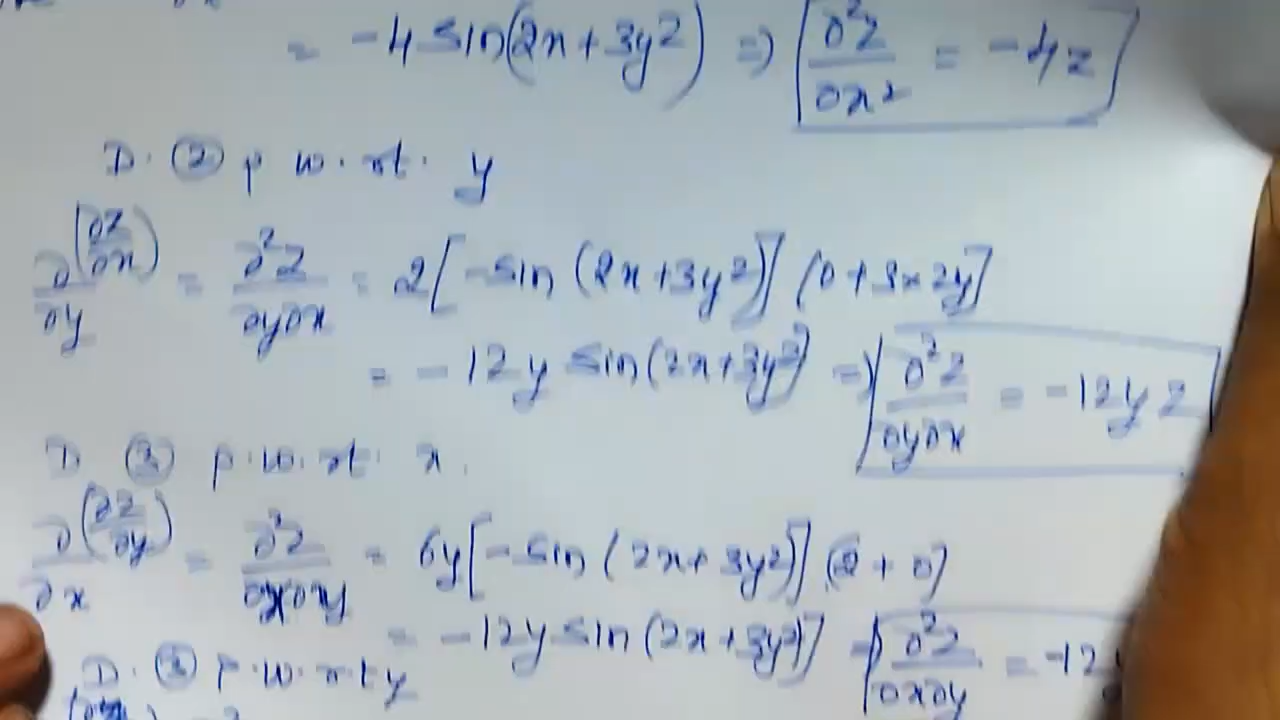 = -4 sin(2x+3y²) ⇒ ∂²z/∂x² = -4z
D. ② p w.r.t. y
∂(∂z/∂x)/∂y = ∂²z/∂y∂x = 2[-sin (2x+3y²)] [0+3×2y]
= -12y sin(2x+3y²) ⇒ ∂²z/∂y∂x = -12yz
D ③ p.w.r.t. x.
∂(∂z/∂y)/∂x = ∂²z/∂x∂y = 6y[-sin (2x+3y²)] (2+0)
= -12y sin(2x+3y²)] ⇒ ∂²z/∂x∂y = -12
D. ③ p.w.r.t y